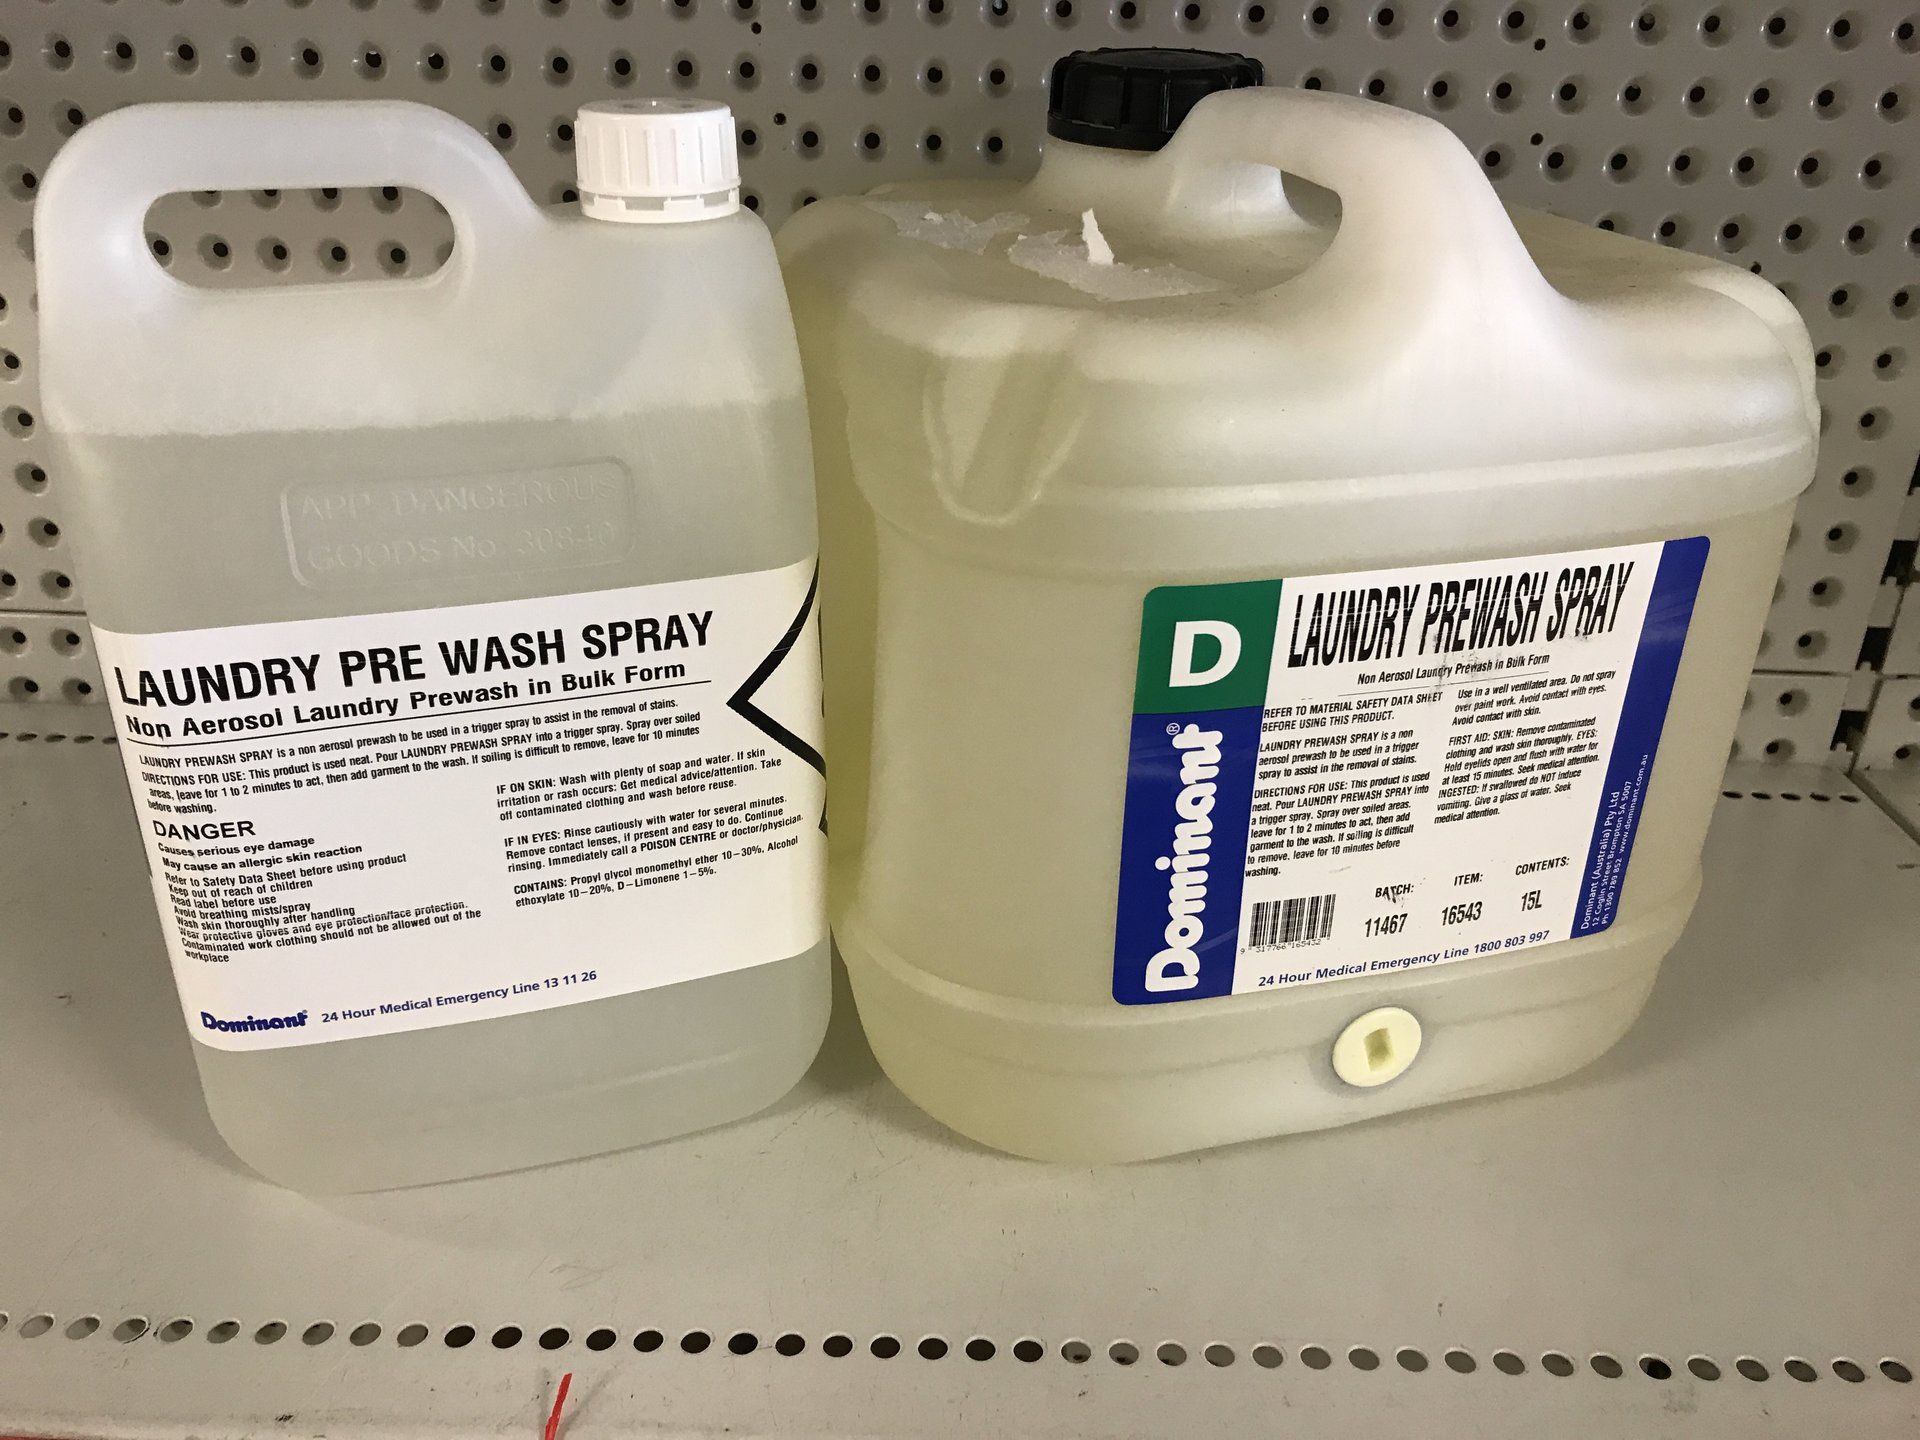 APP. DANGEROUS
GOODS No. 30840
LAUNDRY PRE WASH SPRAY
Non Aerosol Laundry Prewash in Bulk Form
LAUNDRY PREWASH SPRAY is a non aerosol prewash to be used in a trigger spray to assist in the removal of stains.
DIRECTIONS FOR USE: This product is used neat. Pour LAUNDRY PREWASH SPRAY into a trigger spray. Spray over soiled
areas, leave for 1 to 2 minutes to act, then add garment to the wash. If soiling is difficult to remove, leave for 10 minutes
before washing.
DANGER
Causes serious eye damage
May cause an allergic skin reaction
Refer to Safety Data Sheet before using product
Keep out of reach of children
Read label before use
Avoid breathing mists/spray
Wash skin thoroughly after handling
Wear protective gloves and eye protection/face protection.
Contaminated work clothing should not be allowed out of the
workplace
IF ON SKIN: Wash with plenty of soap and water. If skin
irritation or rash occurs: Get medical advice/attention. Take
off contaminated clothing and wash before reuse.
IF IN EYES: Rinse cautiously with water for several minutes.
Remove contact lenses, if present and easy to do. Continue
rinsing. Immediately call a POISON CENTRE or doctor/physician.
CONTAINS: Propyl glycol monomethyl ether 10-30%, Alcohol
ethoxylate 10-20%, D-Limonene 1-5%.
Dominant® 24 Hour Medical Emergency Line 13 11 26
D
Dominant®
LAUNDRY PREWASH SPRAY
Non Aerosol Laundry Prewash in Bulk Form
REFER TO MATERIAL SAFETY DATA SHEET
BEFORE USING THIS PRODUCT.
LAUNDRY PREWASH SPRAY is a non
aerosol prewash to be used in a trigger
spray to assist in the removal of stains.
DIRECTIONS FOR USE: This product is used
neat. Pour LAUNDRY PREWASH SPRAY into
a trigger spray. Spray over soiled areas.
leave for 1 to 2 minutes to act, then add
garment to the wash. If soiling is difficult
to remove, leave for 10 minutes before
washing.
Use in a well ventilated area. Do not spray
over paint work. Avoid contact with eyes.
Avoid contact with skin.
FIRST AID: SKIN: Remove contaminated
clothing and wash skin thoroughly. EYES:
Hold eyelids open and flush with water for
at least 15 minutes. Seek medical attention.
INGESTED: If swallowed do NOT induce
vomiting. Give a glass of water. Seek
medical attention.
BATCH: ITEM: CONTENTS:
11467 16543 15L
9 317766 165432
24 Hour Medical Emergency Line 1800 803 997
Dominant (Australia) Pty Ltd
12 Coglin Street Brompton SA 5007
Ph 1300 789 852 www.dominant.com.au